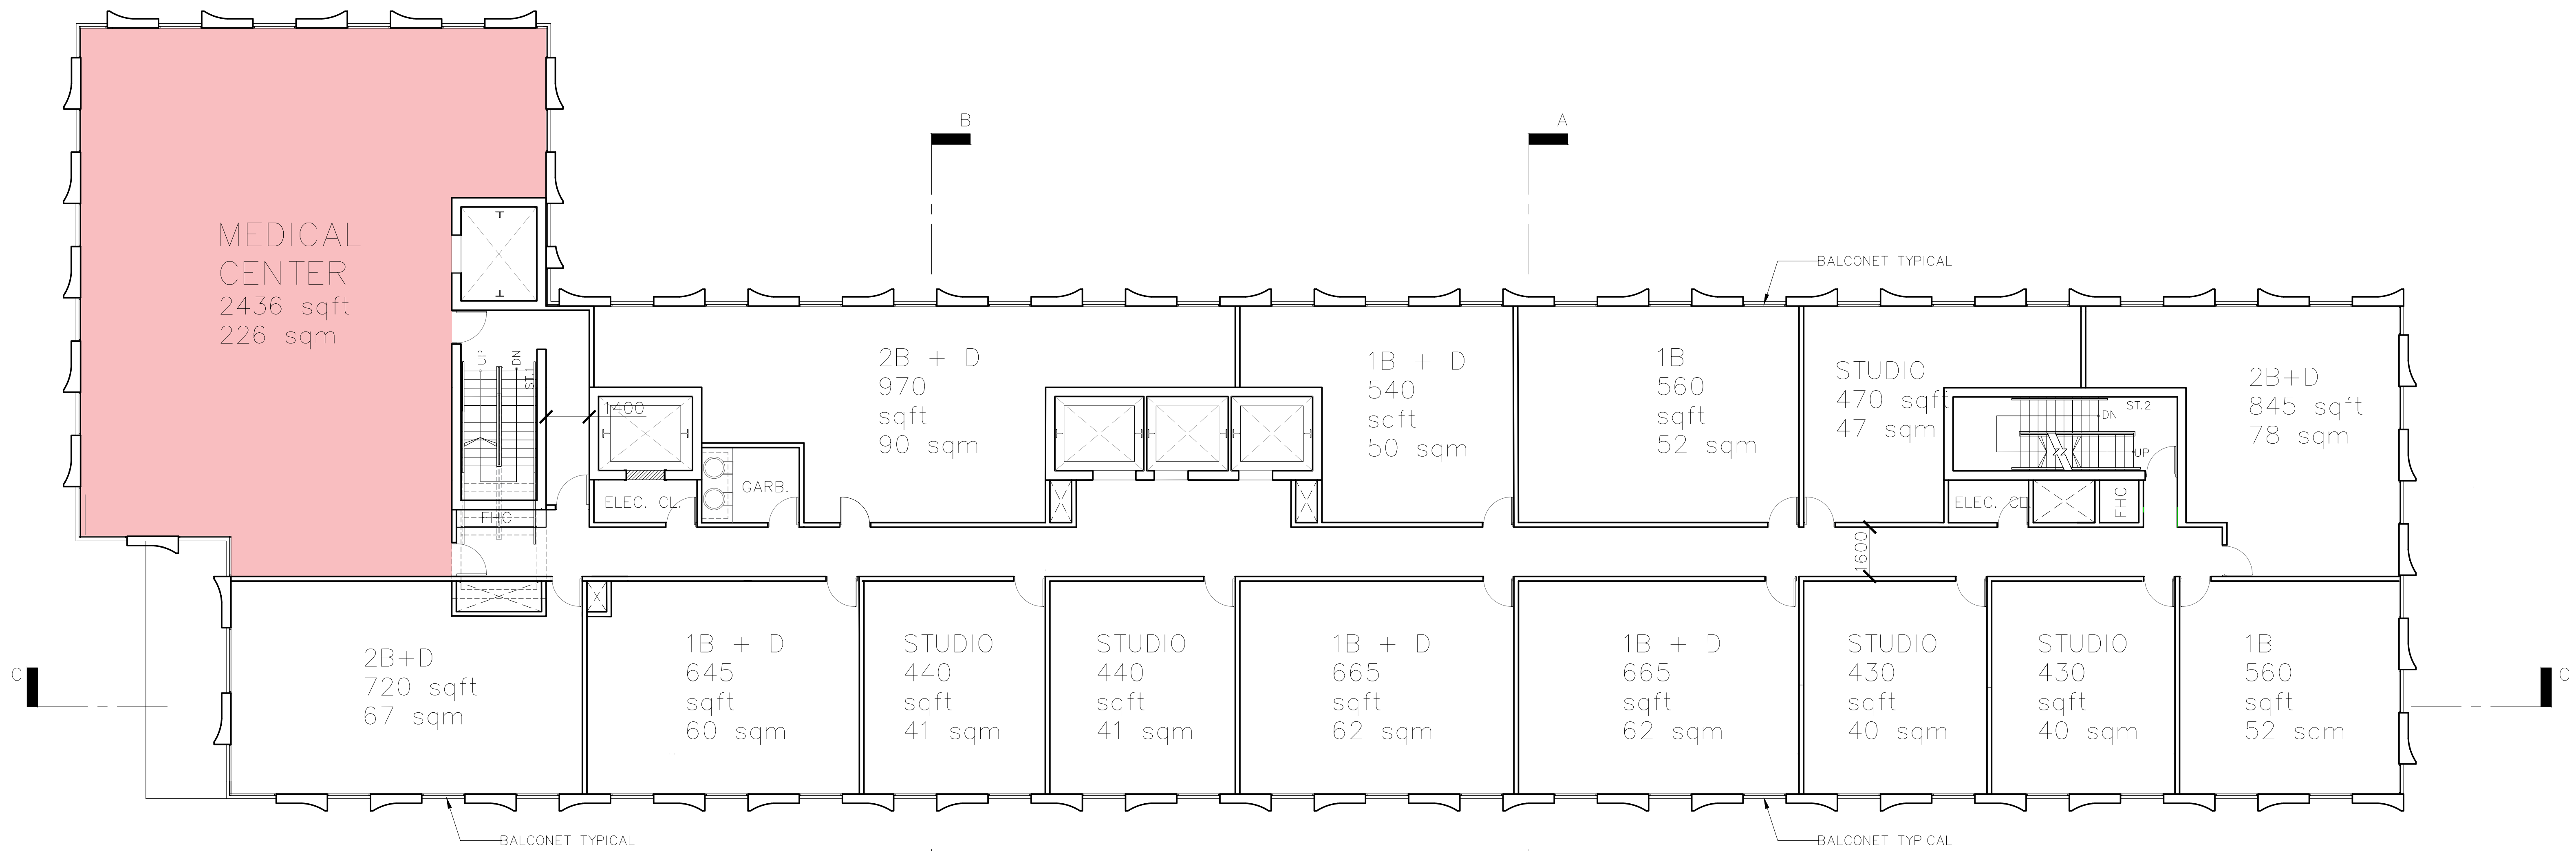 B
A
BALCONET TYPICAL
MEDICAL
CENTER
2436 sqft
226 sqm
UP
DN
ST.1
1400
FHC
ELEC. CL.
GARB.
2B + D
970
sqft
90 sqm
1B + D
540
sqft
50 sqm
1B
560
sqft
52 sqm
STUDIO
470 sqft
47 sqm
ST.2
DN
UP
ELEC. CL.
FHC
2B+D
845 sqft
78 sqm
1600
X
C
2B+D
720 sqft
67 sqm
1B + D
645
sqft
60 sqm
STUDIO
440
sqft
41 sqm
STUDIO
440
sqft
41 sqm
1B + D
665
sqft
62 sqm
1B + D
665
sqft
62 sqm
STUDIO
430
sqft
40 sqm
STUDIO
430
sqft
40 sqm
1B
560
sqft
52 sqm
C
BALCONET TYPICAL
BALCONET TYPICAL